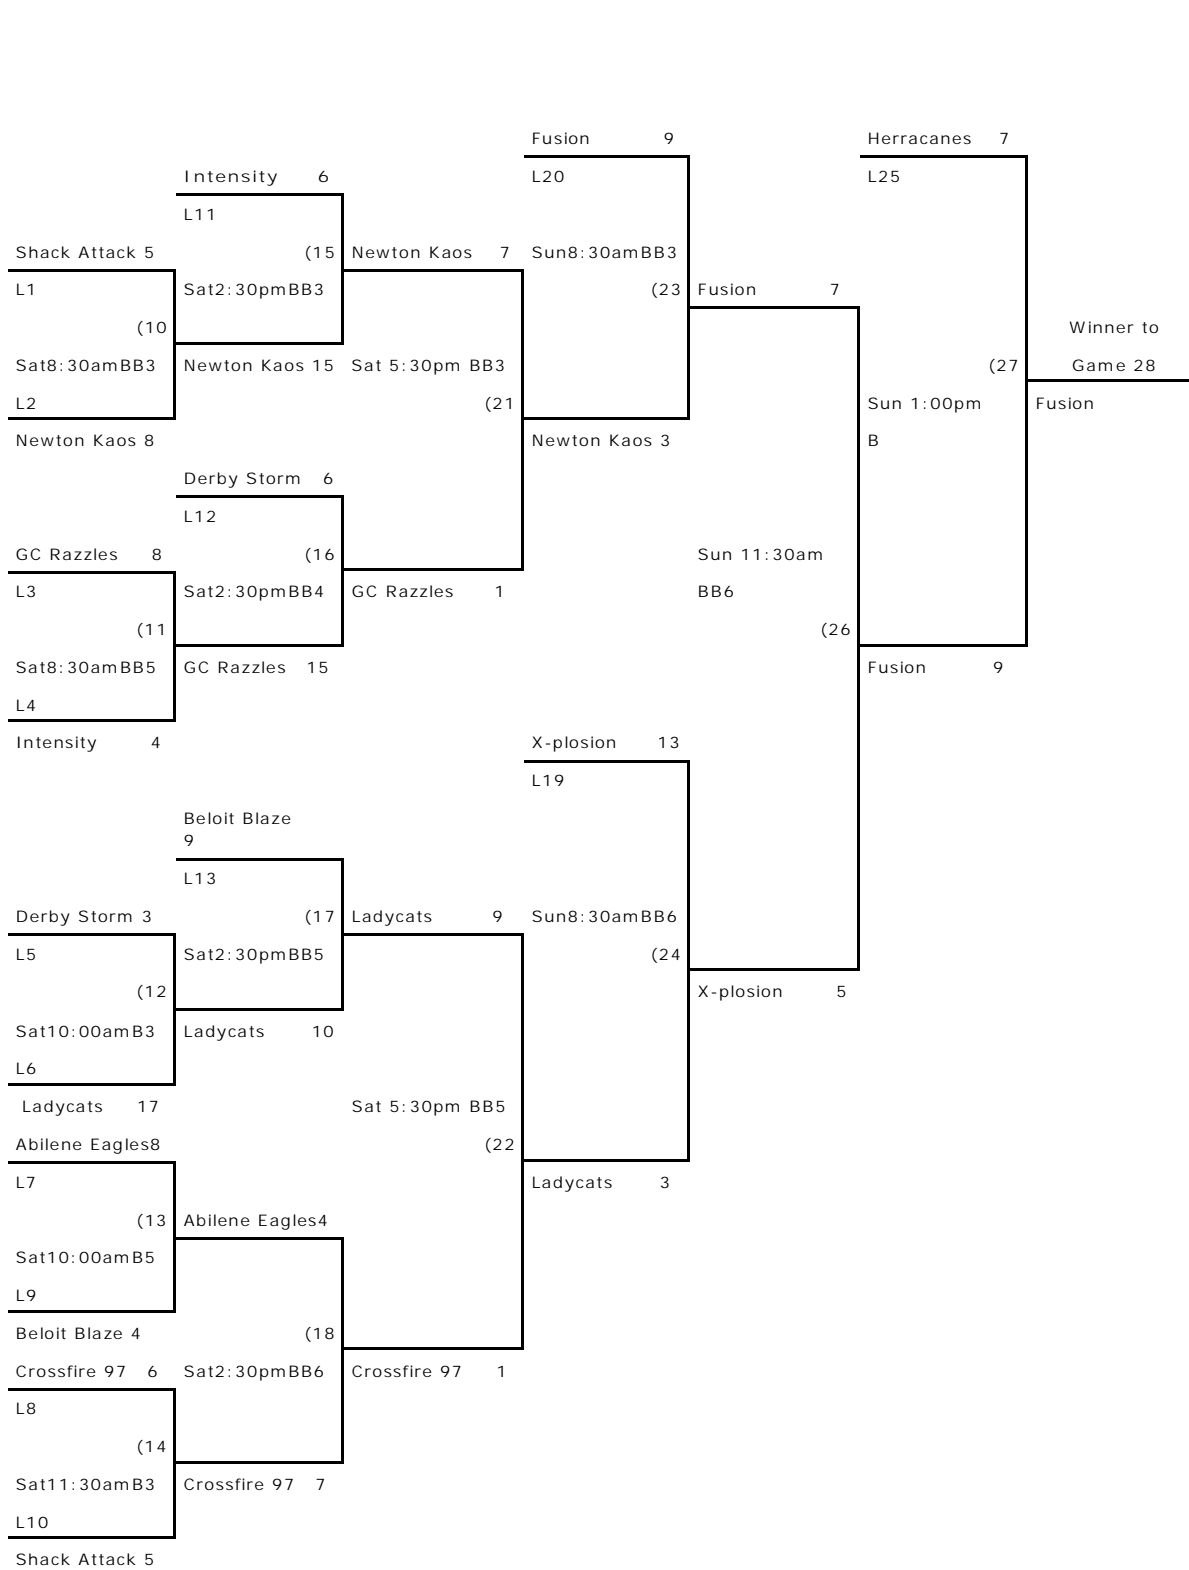 Fusion 9 Herracanes 7
Intensity 6 L20 L25
L11
Shack Attack 5 (15 Newton Kaos 7 Sun8:30amBB3
L1 Sat2:30pmBB3 (23 Fusion 7
(10 Winner to
Sat8:30amBB3 Newton Kaos 15 Sat 5:30pm BB3 (27 Game 28
L2 (21 Sun 1:00pm Fusion
Newton Kaos 8 Newton Kaos 3 B
Derby Storm 6
L12
GC Razzles 8 (16 Sun 11:30am
L3 Sat2:30pmBB4 GC Razzles 1 BB6
(11 (26
Sat8:30amBB5 GC Razzles 15 Fusion 9
L4
Intensity 4 X-plosion 13
L19
Beloit Blaze
9
L13
Derby Storm 3 (17 Ladycats 9 Sun8:30amBB6
L5 Sat2:30pmBB5 (24
(12 X-plosion 5
Sat10:00amB3 Ladycats 10
L6
Ladycats 17 Sat 5:30pm BB5
Abilene Eagles8 (22
L7 Ladycats 3
(13 Abilene Eagles4
Sat10:00amB5
L9
Beloit Blaze 4 (18
Crossfire 97 6 Sat2:30pmBB6 Crossfire 97 1
L8
(14
Sat11:30amB3 Crossfire 97 7
L10
Shack Attack 5